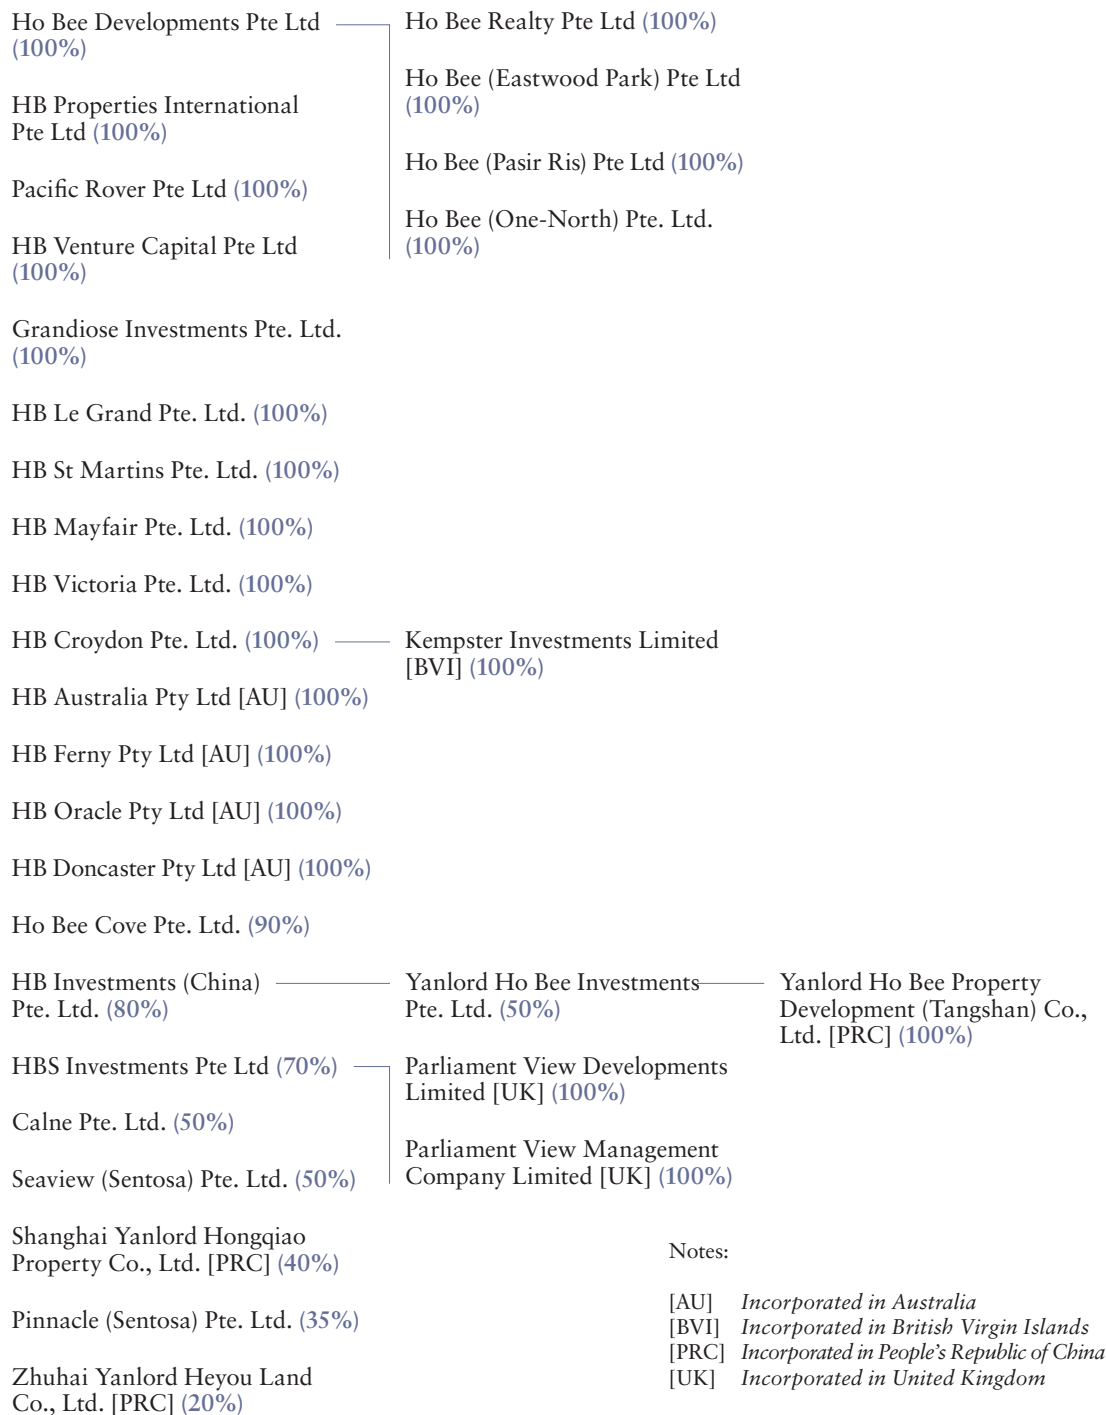 Ho Bee Developments Pte Ltd
(100%)
HB Properties International
Pte Ltd (100%)
Pacific Rover Pte Ltd (100%)
HB Venture Capital Pte Ltd
(100%)
Grandiose Investments Pte. Ltd.
(100%)
HB Le Grand Pte. Ltd. (100%)
HB St Martins Pte. Ltd. (100%)
HB Mayfair Pte. Ltd. (100%)
HB Victoria Pte. Ltd. (100%)
HB Croydon Pte. Ltd. (100%)
HB Australia Pty Ltd [AU] (100%)
HB Ferny Pty Ltd [AU] (100%)
HB Oracle Pty Ltd [AU] (100%)
HB Doncaster Pty Ltd [AU] (100%)
Ho Bee Cove Pte. Ltd. (90%)
HB Investments (China)
Pte. Ltd. (80%)
HBS Investments Pte Ltd (70%)
Calne Pte. Ltd. (50%)
Seaview (Sentosa) Pte. Ltd. (50%)
Shanghai Yanlord Hongqiao
Property Co., Ltd. [PRC] (40%)
Pinnacle (Sentosa) Pte. Ltd. (35%)
Zhuhai Yanlord Heyou Land
Co., Ltd. [PRC] (20%)
Ho Bee Realty Pte Ltd (100%)
Ho Bee (Eastwood Park) Pte Ltd
(100%)
Ho Bee (Pasir Ris) Pte Ltd (100%)
Ho Bee (One-North) Pte. Ltd.
(100%)
Kempster Investments Limited
[BVI] (100%)
Yanlord Ho Bee Investments
Pte. Ltd. (50%)
Parliament View Developments
Limited [UK] (100%)
Parliament View Management
Company Limited [UK] (100%)
Yanlord Ho Bee Property
Development (Tangshan) Co.,
Ltd. [PRC] (100%)
Notes:
[AU] Incorporated in Australia
[BVI] Incorporated in British Virgin Islands
[PRC] Incorporated in People's Republic of China
[UK] Incorporated in United Kingdom